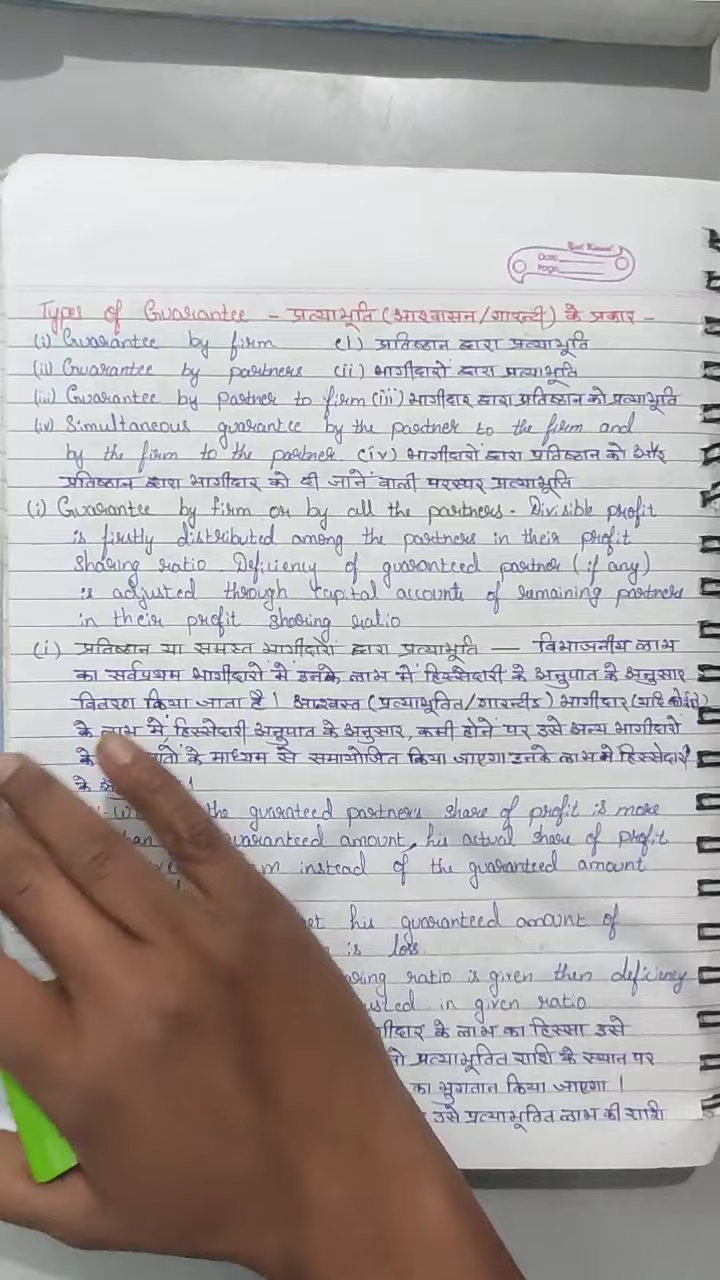 Date
Page
Types of Guarantee - प्रत्याभूति (आश्वासन/गारन्टी) के प्रकार -
(i) Guarantee by firm (i) प्रतिष्ठान द्वारा प्रत्याभूति
(ii) Guarantee by partners (ii) भागीदारों द्वारा प्रत्याभूति
(iii) Guarantee by partner to firm (iii) भागीदार द्वारा प्रतिष्ठान को प्रत्याभूति
(iv) Simultaneous guarantee by the partner to the firm and
by the firm to the partner. (iv) भागीदारों द्वारा प्रतिष्ठान को और
प्रतिष्ठान द्वारा भागीदार को दी जाने वाली परस्पर प्रत्याभूति
(i) Guarantee by firm or by all the partners - Divisible profit
is firstly distributed among the partners in their profit
sharing ratio. Deficiency of guaranteed partner (if any)
is adjusted through capital accounts of remaining partners
in their profit sharing ratio
(i) प्रतिष्ठान या समस्त भागीदारों द्वारा प्रत्याभूति — विभाजनीय लाभ
का सर्वप्रथम भागीदारों में उनके लाभ में हिस्सेदारी के अनुपात के अनुसार
वितरण किया जाता है। आश्वस्त (प्रत्याभूतित/गारन्टीड) भागीदार (यदि कोई है)
के लाभ में हिस्सेदारी अनुपात के अनुसार, कमी होने पर उसे अन्य भागीदारों
के माध्यम से समायोजित किया जाएगा उनके लाभ में हिस्सेदारी
के
the guranteed partners share of profit is more
guaranteed amount, his actual share of profit
instead of the guaranteed amount
his guaranteed amount of
is loss.
ratio is given then deficiency
in given ratio
के लाभ का हिस्सा उसे
प्रत्याभूतित राशि के स्थान पर
का भुगतान किया जाएगा।
उसे प्रत्याभूतित लाभ की राशि